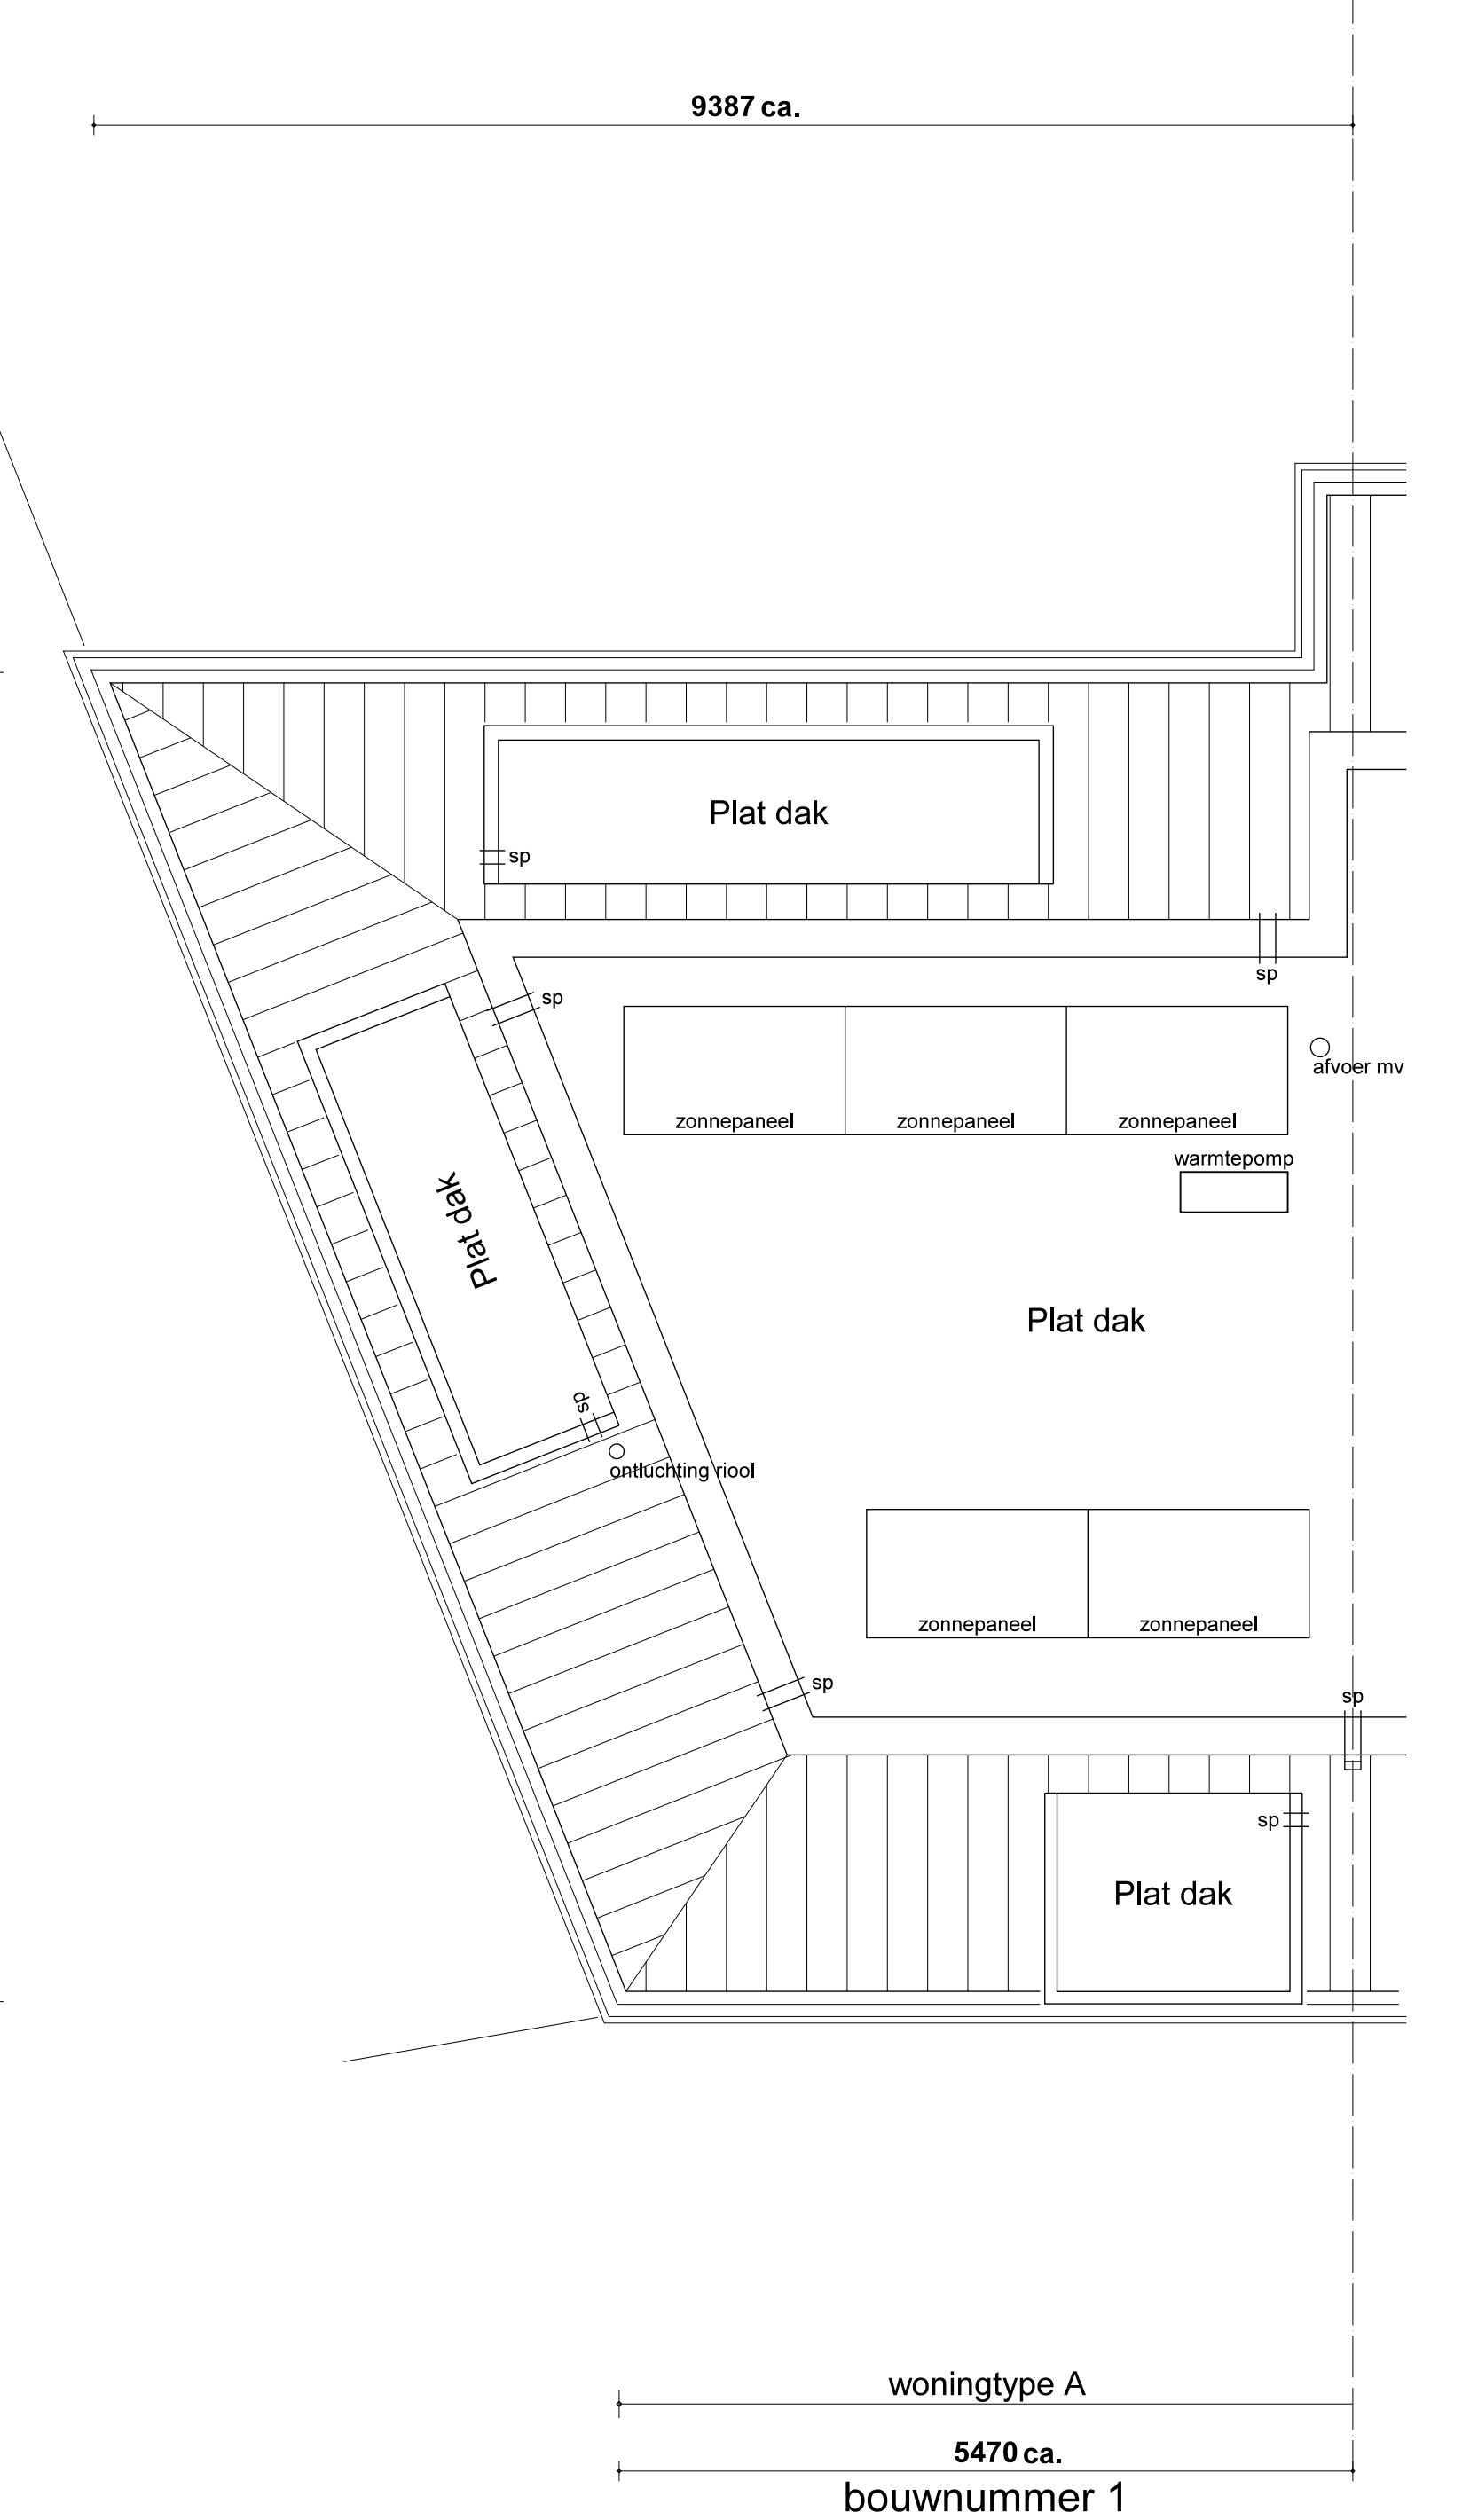 9387 ca.
Plat dak
sp
sp
sp
afvoer mv
zonnepaneel zonnepaneel zonnepaneel
warmtepomp
Plat dak
Plat dak
sp
ontluchting riool
zonnepaneel zonnepaneel
sp
sp
sp
Plat dak
woningtype A
5470 ca.
bouwnummer 1